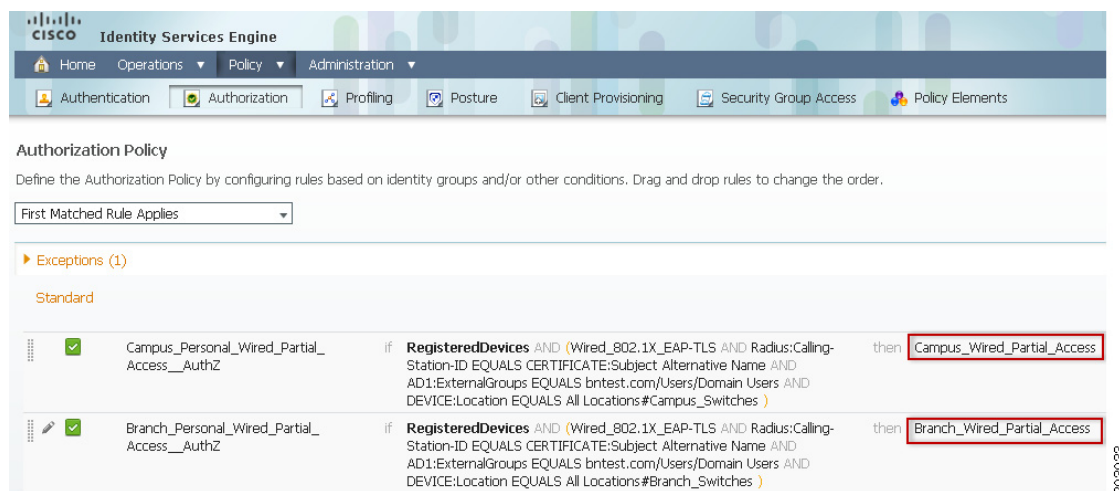 CISCO Identity Services Engine
Home Operations Policy Administration
Authentication Authorization Profiling Posture Client Provisioning Security Group Access Policy Elements
Authorization Policy
Define the Authorization Policy by configuring rules based on identity groups and/or other conditions. Drag and drop rules to change the order.
First Matched Rule Applies
Exceptions (1)
Standard
Campus_Personal_Wired_Partial_ if RegisteredDevices AND (Wired_802.1X_EAP-TLS AND Radius:Calling- then Campus_Wired_Partial_Access
Access__AuthZ Station-ID EQUALS CERTIFICATE:Subject Alternative Name AND
AD1:ExternalGroups EQUALS bntest.com/Users/Domain Users AND
DEVICE:Location EQUALS All Locations#Campus_Switches )
Branch_Personal_Wired_Partial_ if RegisteredDevices AND (Wired_802.1X_EAP-TLS AND Radius:Calling- then Branch_Wired_Partial_Access
Access__AuthZ Station-ID EQUALS CERTIFICATE:Subject Alternative Name AND
AD1:ExternalGroups EQUALS bntest.com/Users/Domain Users AND
DEVICE:Location EQUALS All Locations#Branch_Switches )